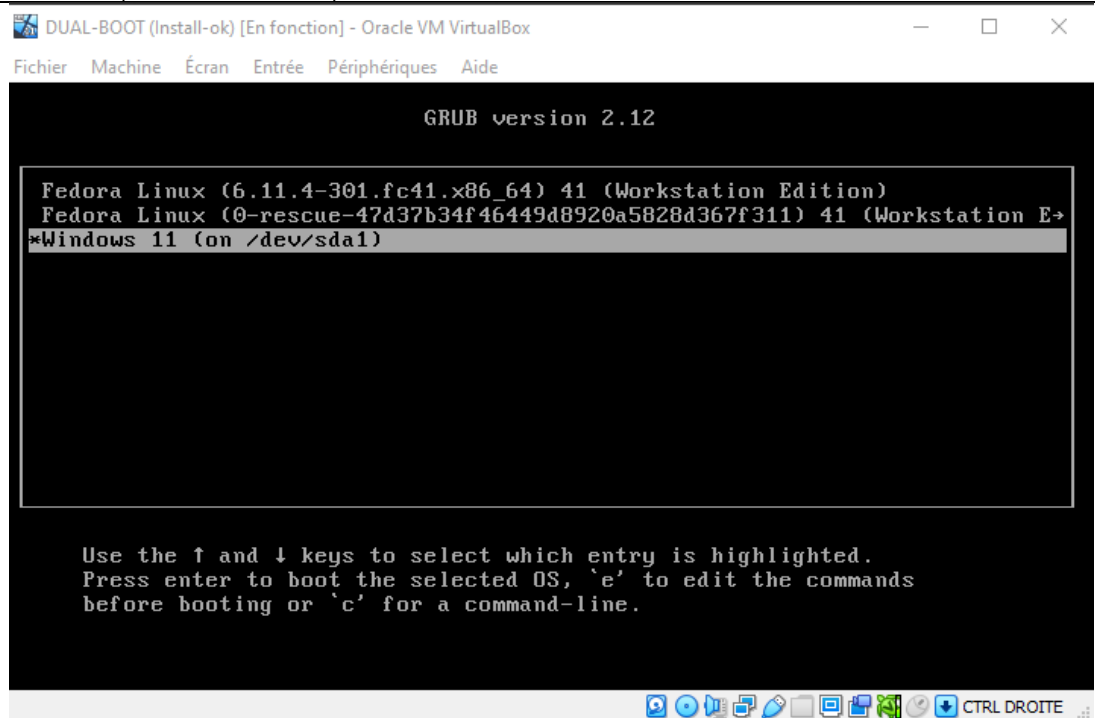 DUAL-BOOT (Install-ok) [En fonction] - Oracle VM VirtualBox
Fichier Machine Écran Entrée Périphériques Aide
GRUB version 2.12
Fedora Linux (6.11.4-301.fc41.x86_64) 41 (Workstation Edition)
Fedora Linux (0-rescue-47d37b34f46449d8920a5828d367f311) 41 (Workstation E→
*Windows 11 (on /dev/sda1)
Use the ↑ and ↓ keys to select which entry is highlighted.
Press enter to boot the selected OS, `e' to edit the commands
before booting or `c' for a command-line.
CTRL DROITE